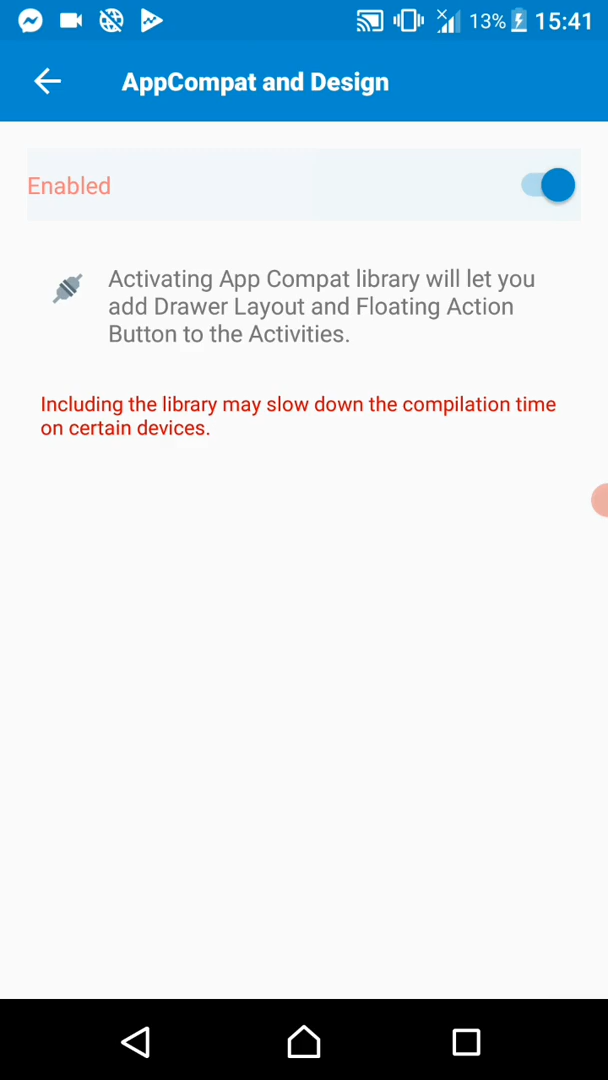 13% 15:41
AppCompat and Design
Enabled
Activating App Compat library will let you
add Drawer Layout and Floating Action
Button to the Activities.
Including the library may slow down the compilation time
on certain devices.